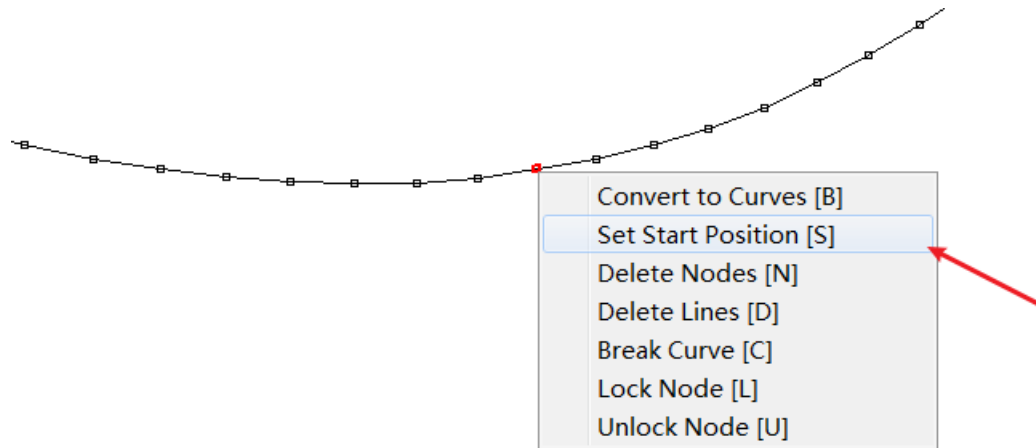 Convert to Curves [B]
Set Start Position [S]
Delete Nodes [N]
Delete Lines [D]
Break Curve [C]
Lock Node [L]
Unlock Node [U]